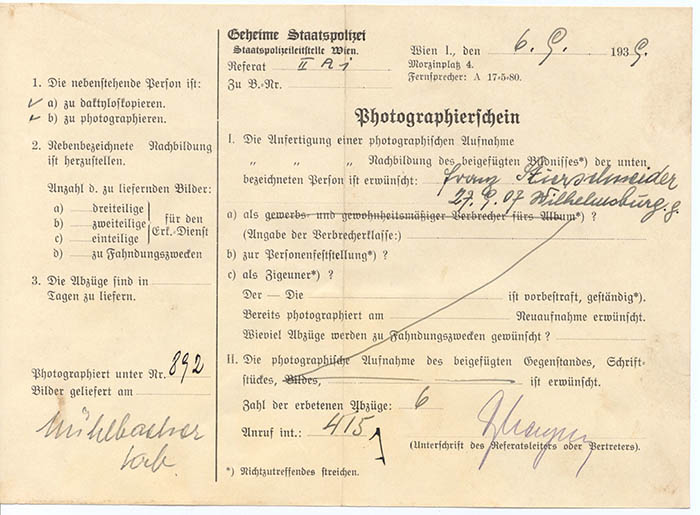 1. Die nebenstehende Person ist:
a) zu daktyloskopieren.
b) zu photographieren.
2. Nebenbezeichnete Nachbildung
ist herzustellen.
Anzahl d. zu liefernden Bilder:
a) dreiteilige
b) zweiteilige
c) einteilige
für den
Erk.-Dienst
d) zu Fahndungszwecken
3. Die Abzüge sind in
Tagen zu liefern.
Photographiert unter Nr. 892
Bilder geliefert am
Mühlbacher
Geheime Staatspolizei
Staatspolizeileitstelle Wien.
Referat II A i
Zu B.-Nr.
Wien I., den 6. 9. 1939.
Morzinplatz 4.
Fernsprecher: A 17-5-80.
Photographierschein
I. Die Anfertigung einer photographischen Aufnahme
„ „ „ Nachbildung des beigefügten Bildnisses*) der unten
bezeichneten Person ist erwünscht: Franz
27. 9. 07 Wilhelmsburg
a) als gewerbs- und gewohnheitsmäßiger Verbrecher fürs Album*) ?
(Angabe der Verbrecherklasse:)
b) zur Personenfeststellung*) ?
c) als Zigeuner*) ?
Der — Die ist vorbestraft, geständig*).
Bereits photographiert am Neuaufnahme erwünscht.
Wieviel Abzüge werden zu Fahndungszwecken gewünscht ?
II. Die photographische Aufnahme des beigefügten Gegenstandes, Schrift-
stückes, Bildes, ist erwünscht.
Zahl der erbetenen Abzüge: 6
Anruf int.: 415
(Unterschrift des Referatsleiters oder Vertreters).
*) Nichtzutreffendes streichen.